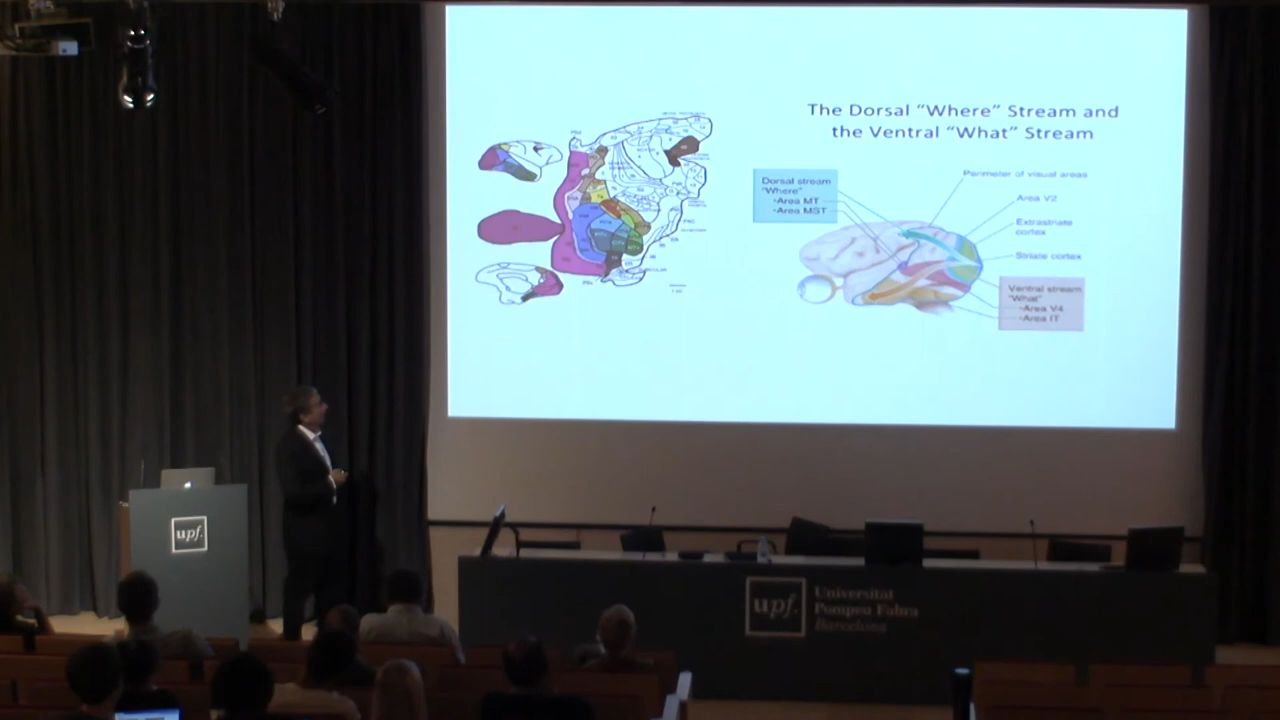 The Dorsal “Where” Stream and
the Ventral “What” Stream
Dorsal stream
“Where”
•Area MT
•Area MST
Perimeter of visual areas
Area V2
Extrastriate
cortex
Striate cortex
Ventral stream
“What”
•Area V4
•Area IT
upf.
upf.
Universitat
Pompeu Fabra
Barcelona